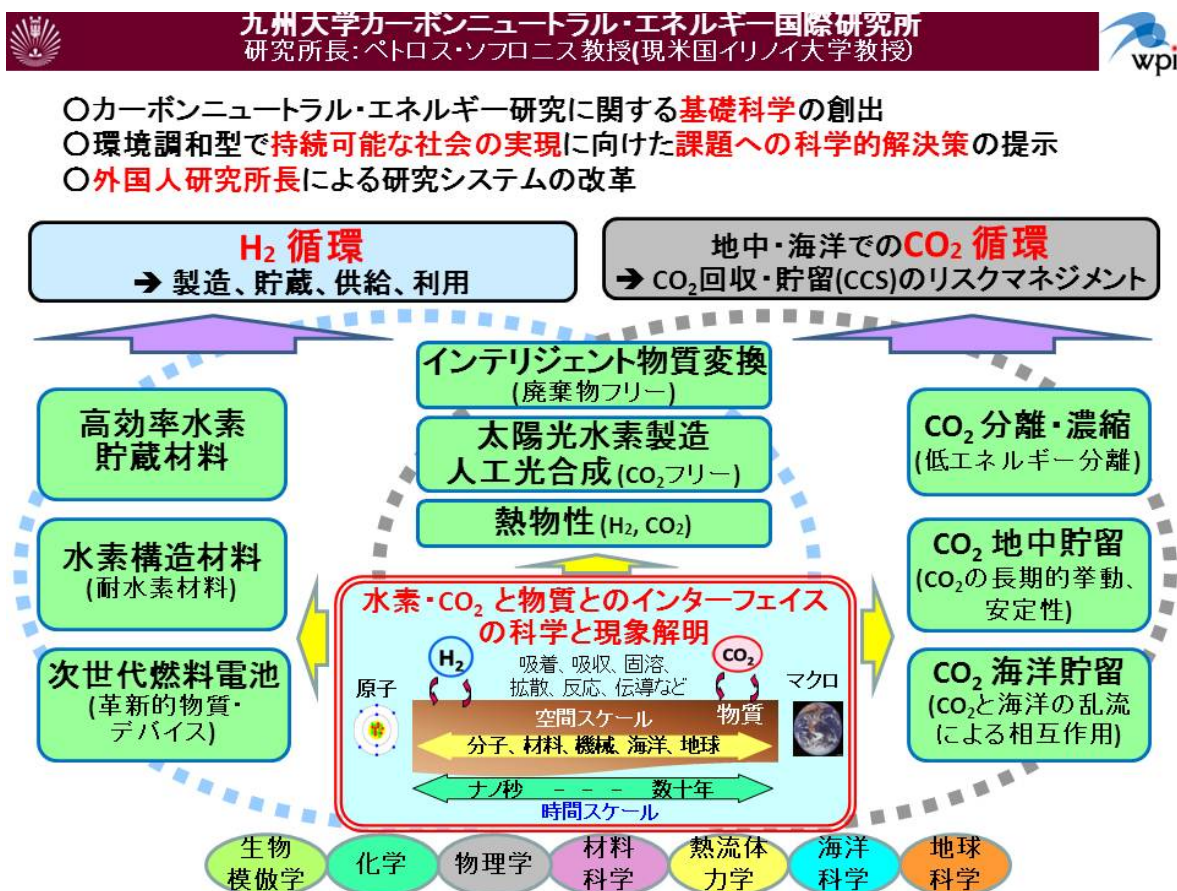 九州大学カーボンニュートラル・エネルギー国際研究所
研究所長:ペトロス・ソフロニス教授(現米国イリノイ大学教授)
wpi
〇カーボンニュートラル・エネルギー研究に関する基礎科学の創出
〇環境調和型で持続可能な社会の実現に向けた課題への科学的解決策の提示
〇外国人研究所長による研究システムの改革
H₂ 循環
➔ 製造、貯蔵、供給、利用
地中・海洋でのCO₂ 循環
➔ CO₂回収・貯留(CCS)のリスクマネジメント
インテリジェント物質変換
(廃棄物フリー)
太陽光水素製造
人工光合成(CO₂フリー)
熱物性(H₂, CO₂)
高効率水素
貯蔵材料
水素構造材料
(耐水素材料)
次世代燃料電池
(革新的物質・
デバイス)
CO₂ 分離・濃縮
(低エネルギー分離)
CO₂ 地中貯留
(CO₂の長期的挙動、
安定性)
CO₂ 海洋貯留
(CO₂と海洋の乱流
による相互作用)
水素・CO₂ と物質とのインターフェイス
の科学と現象解明
H₂
吸着、吸収、固溶、
拡散、反応、伝導など
CO₂
原子
マクロ
空間スケール
物質
分子、材料、機械、海洋、地球
ナノ秒 - - - 数十年
時間スケール
生物
模倣学
化学
物理学
材料
科学
熱流体
力学
海洋
科学
地球
科学